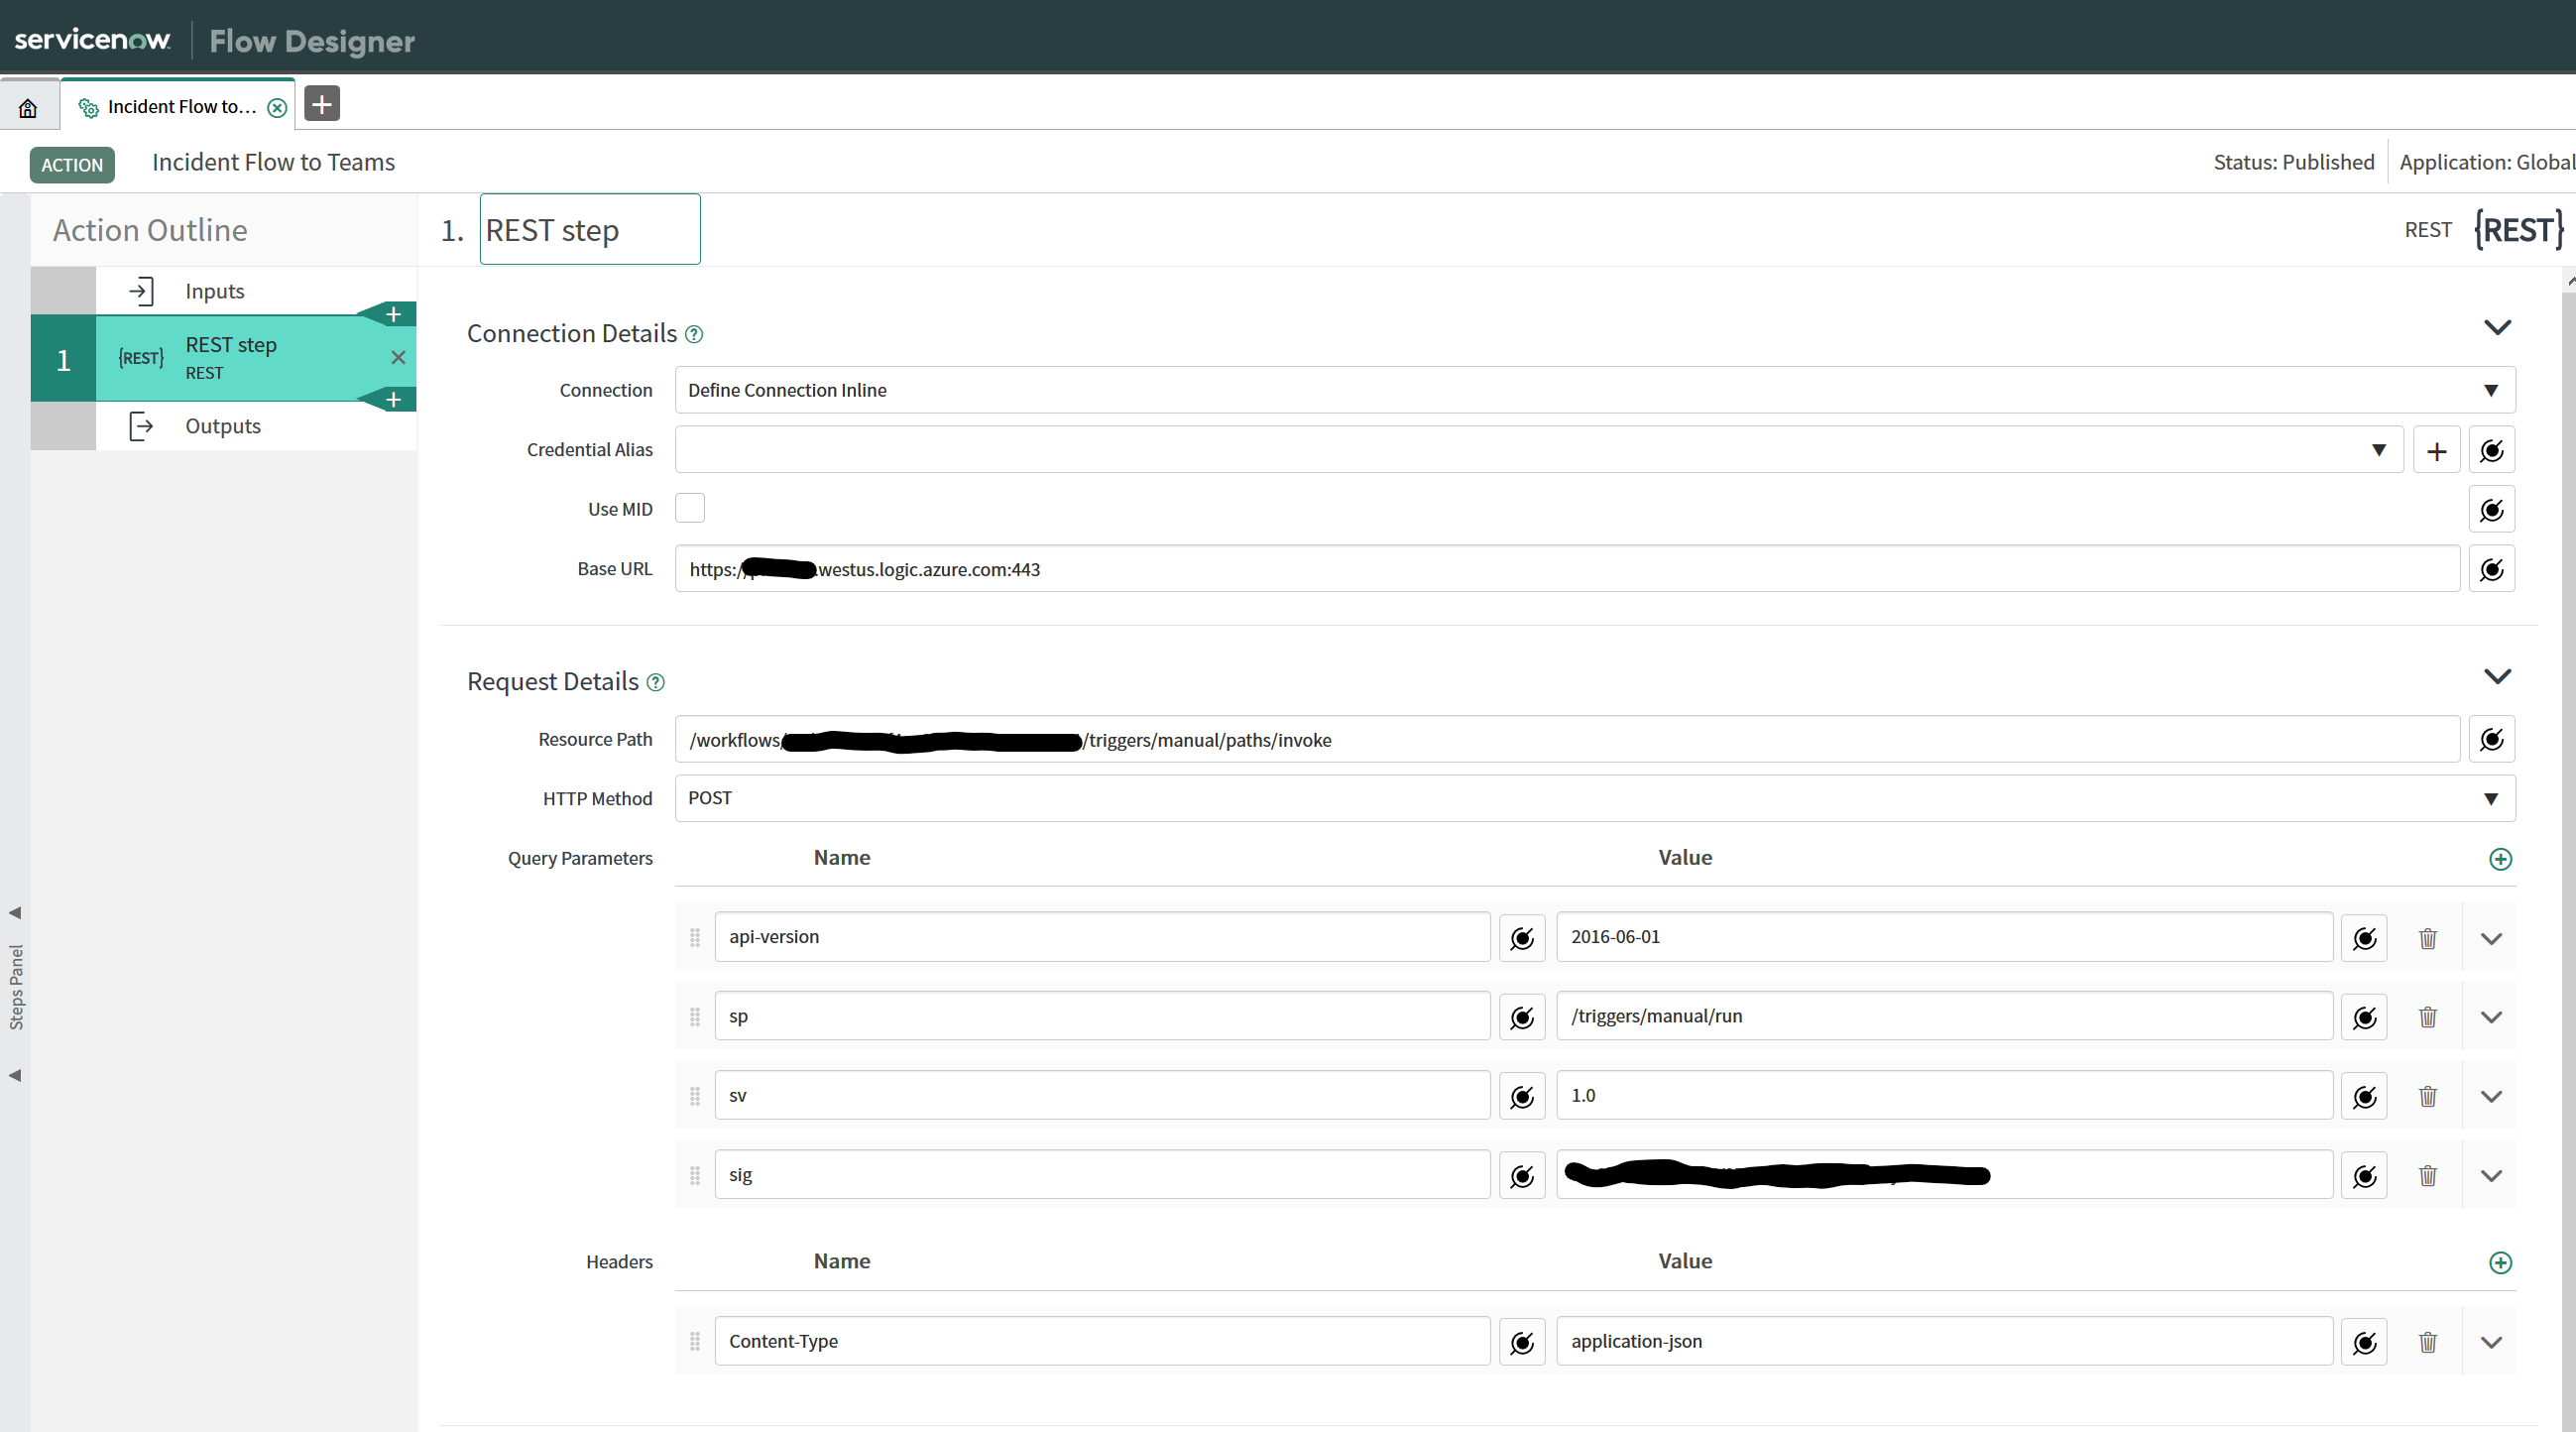 servicenow Flow Designer
Incident Flow to...
ACTION Incident Flow to Teams Status: Published Application: Global
Action Outline
1. REST step REST {REST}
Inputs
1 {REST} REST step
REST
Outputs
Connection Details
Connection Define Connection Inline
Credential Alias
Use MID
Base URL https:/ .westus.logic.azure.com:443
Request Details
Resource Path /workflows/ /triggers/manual/paths/invoke
HTTP Method POST
Query Parameters Name Value
api-version 2016-06-01
sp /triggers/manual/run
sv 1.0
sig
Headers Name Value
Content-Type application-json
Steps Panel